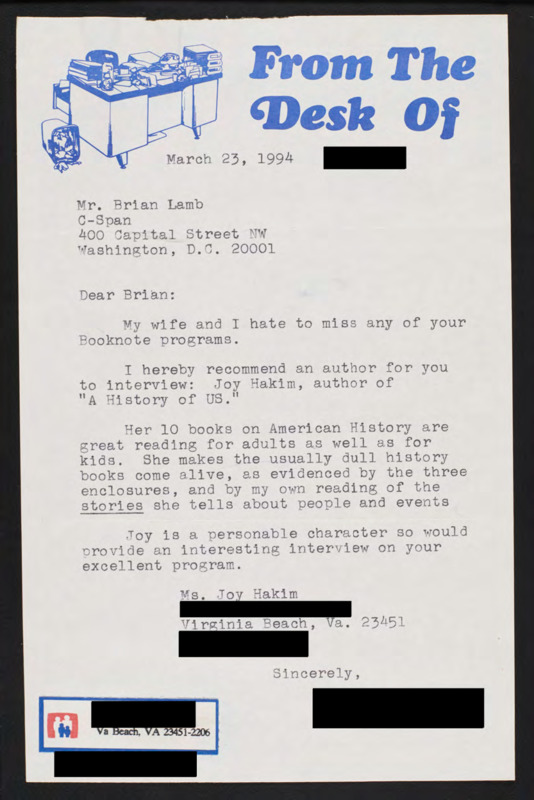 From The
Desk Of
March 23, 1994
Mr. Brian Lamb
C-Span
400 Capital Street NW
Washington, D.C. 20001
Dear Brian:
My wife and I hate to miss any of your
Booknote programs.
I hereby recommend an author for you
to interview: Joy Hakim, author of
"A History of US."
Her 10 books on American History are
great reading for adults as well as for
kids. She makes the usually dull history
books come alive, as evidenced by the three
enclosures, and by my own reading of the
stories she tells about people and events
Joy is a personable character so would
provide an interesting interview on your
excellent program.
Ms. Joy Hakim
Virginia Beach, Va. 23451
Sincerely,
Va Beach, VA 23451-2206